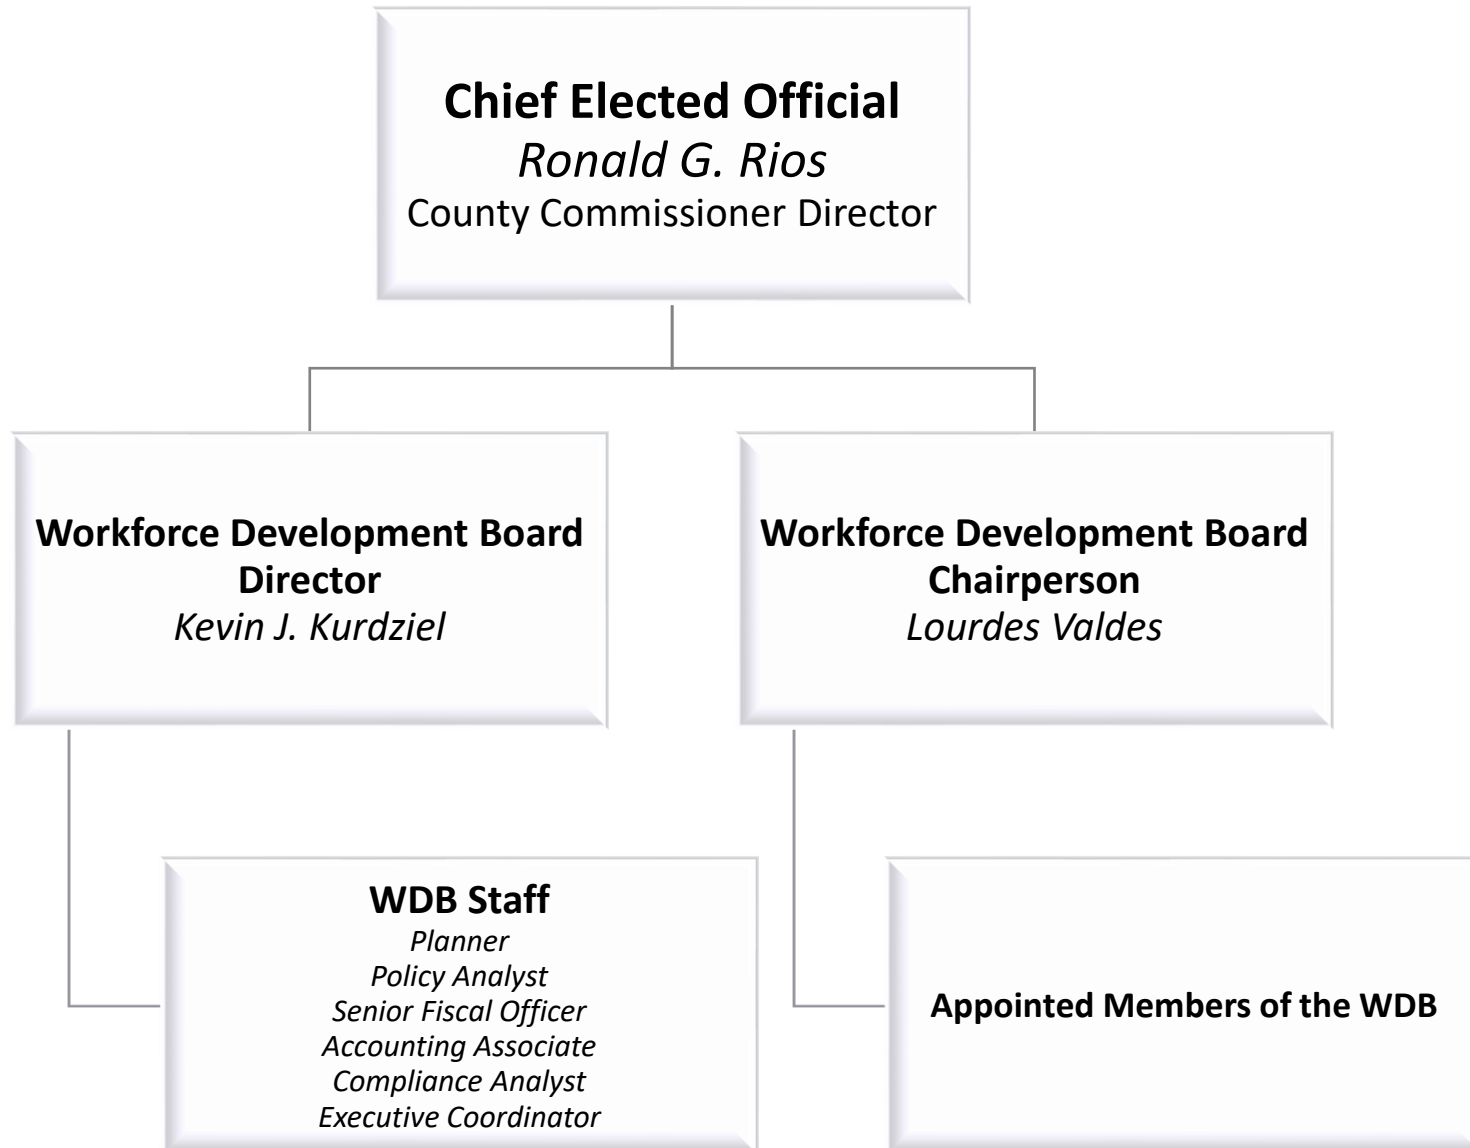 Chief Elected Official
Ronald G. Rios
County Commissioner Director
Workforce Development Board
Director
Kevin J. Kurdziel
Workforce Development Board
Chairperson
Lourdes Valdes
WDB Staff
Planner
Policy Analyst
Senior Fiscal Officer
Accounting Associate
Compliance Analyst
Executive Coordinator
Appointed Members of the WDB